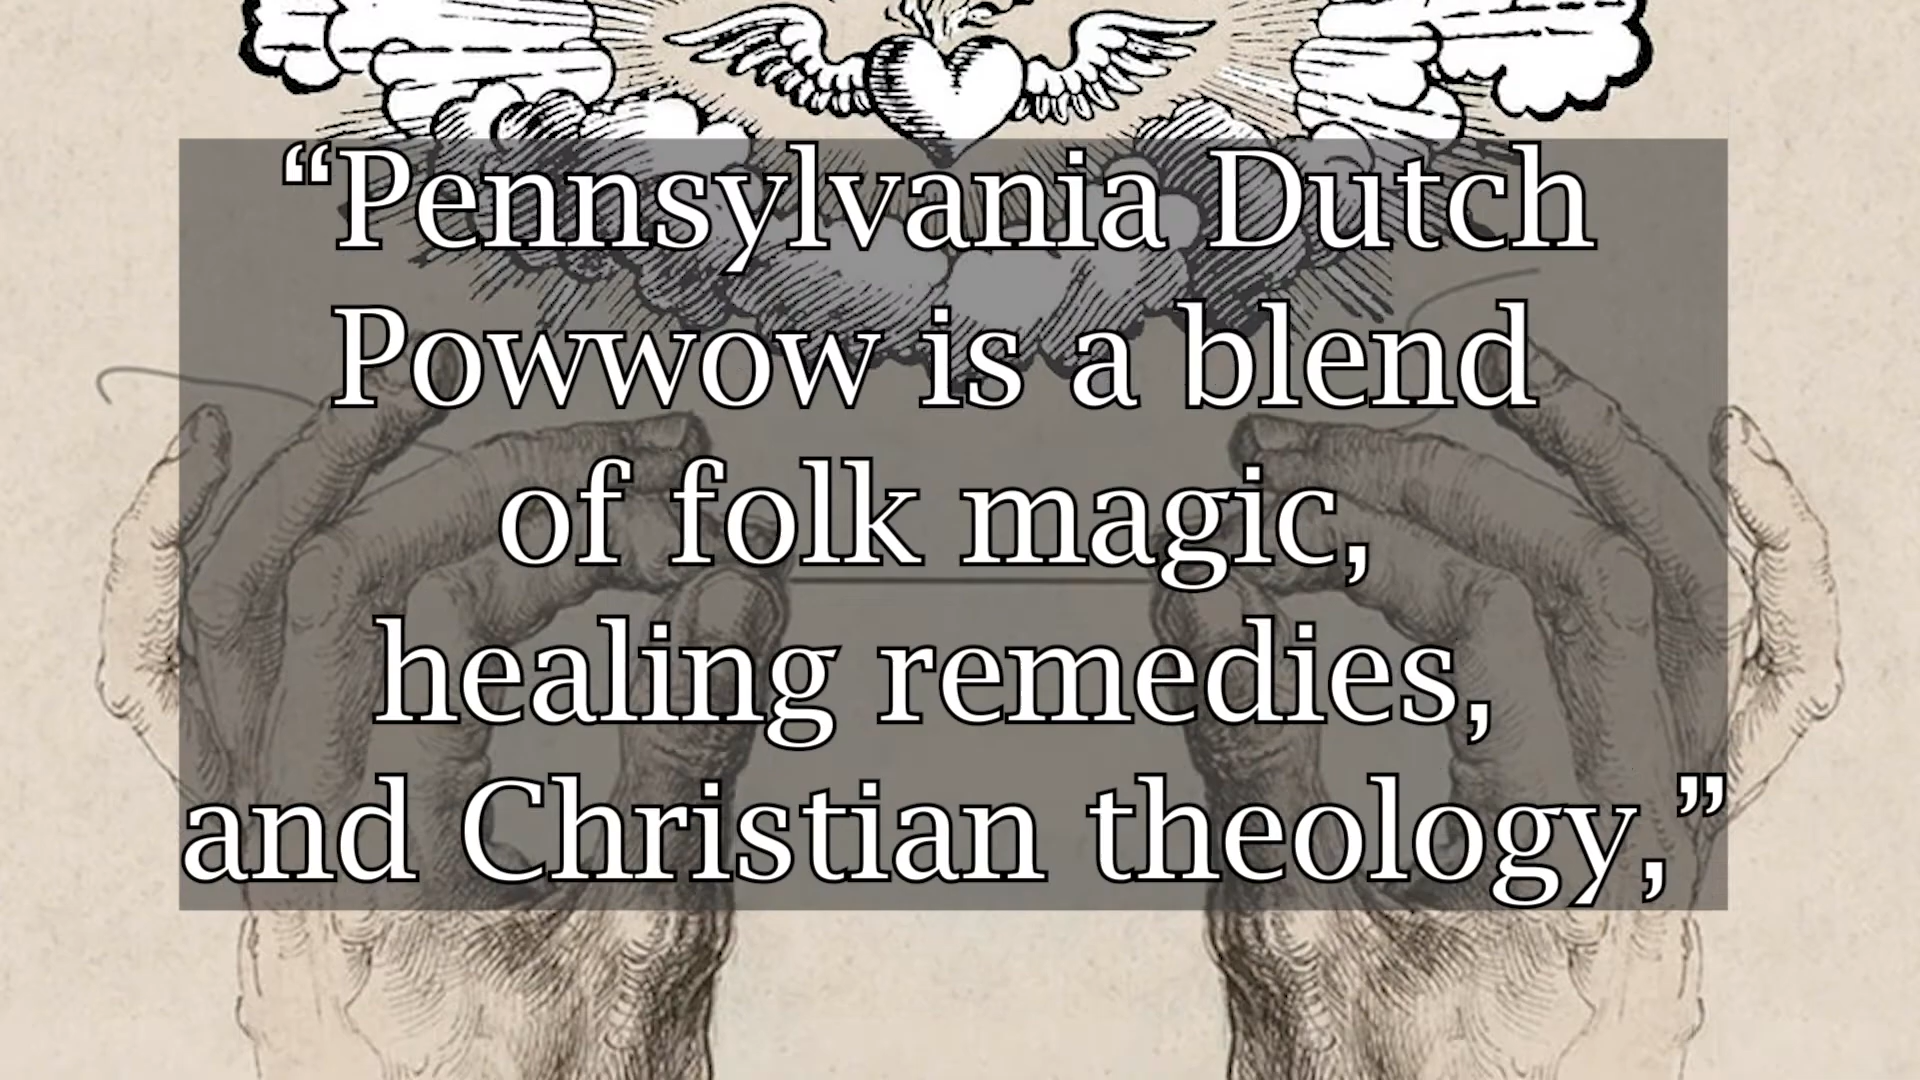 “Pennsylvania Dutch
Powwow is a blend
of folk magic,
healing remedies,
and Christian theology,”